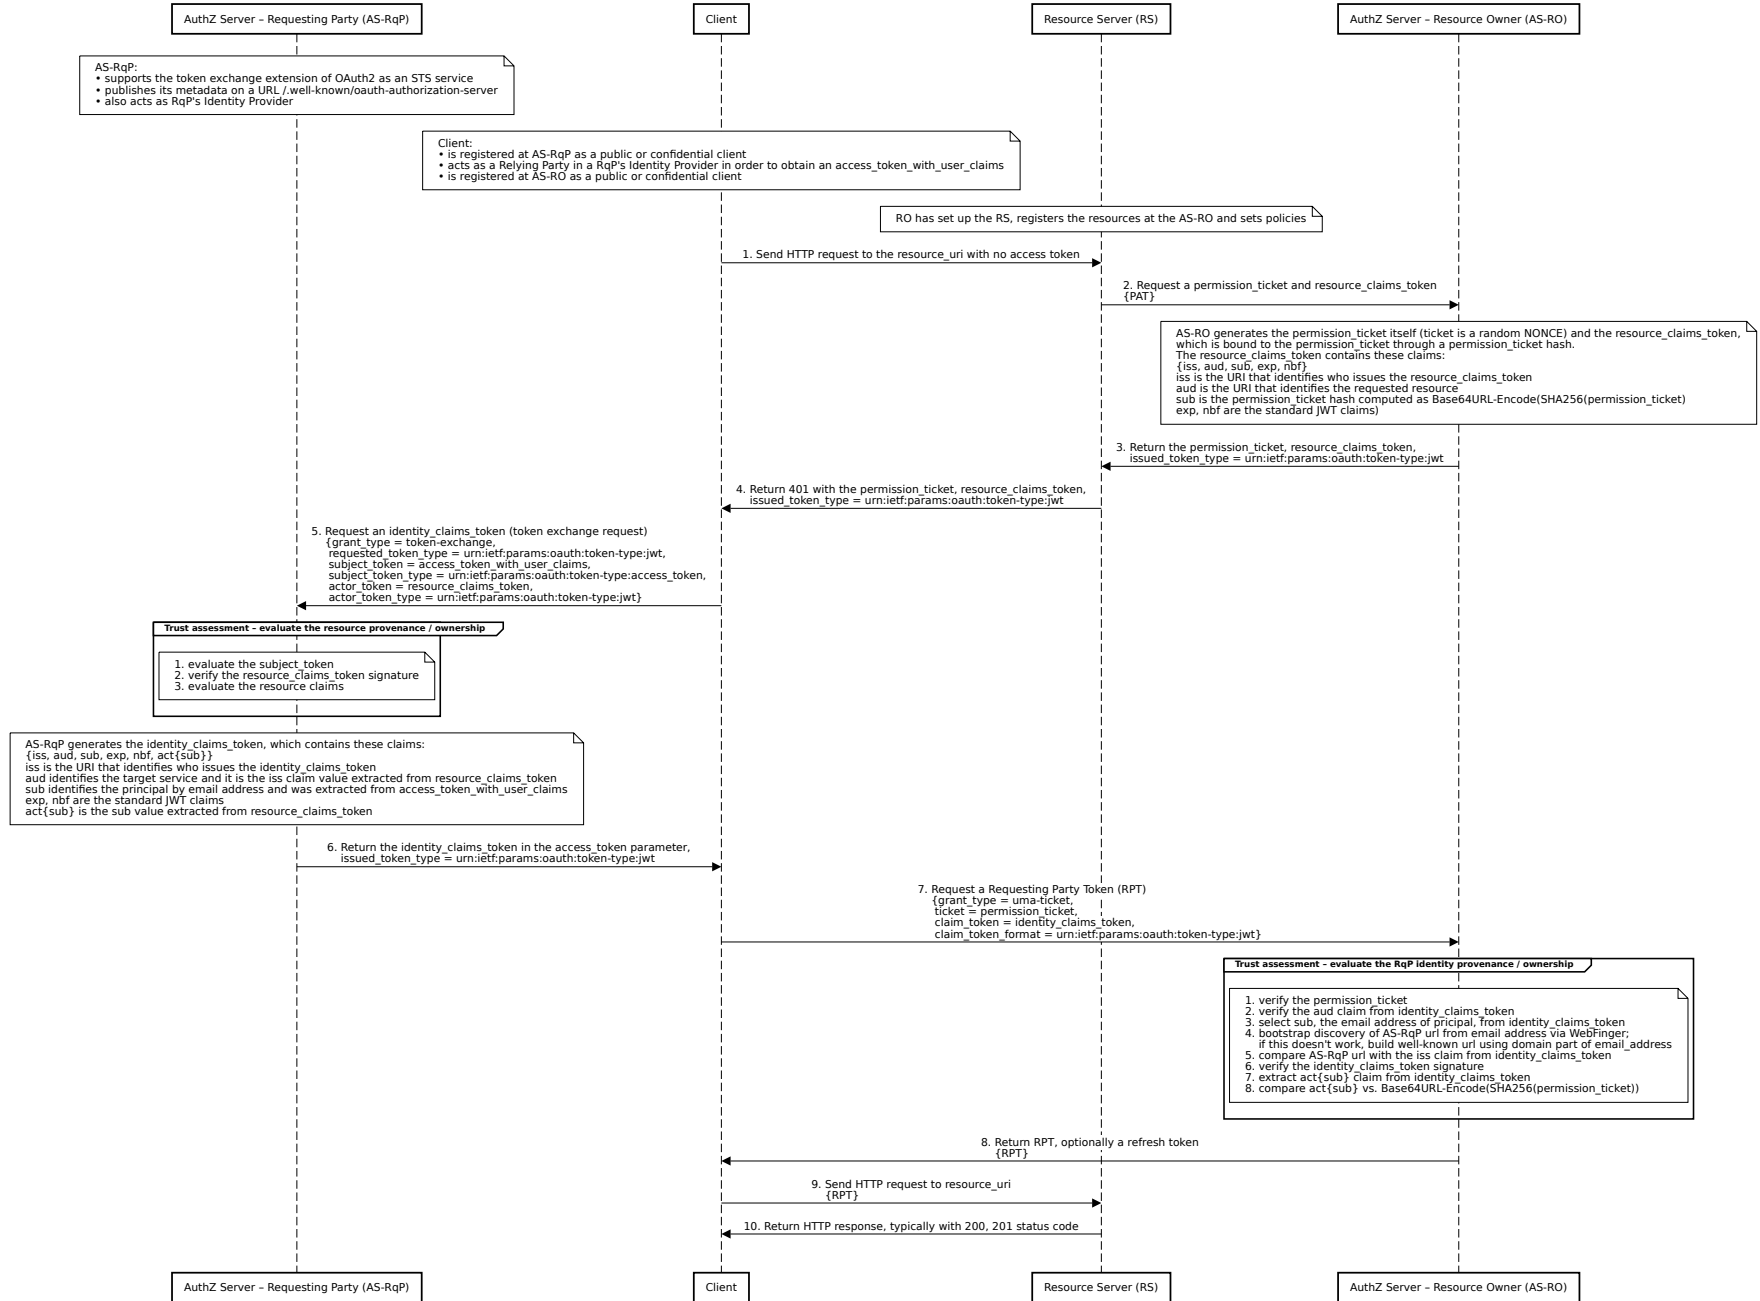 AuthZ Server – Requesting Party (AS-RqP)
Client
Resource Server (RS)
AuthZ Server – Resource Owner (AS-RO)
AS-RqP:
• supports the token exchange extension of OAuth2 as an STS service
• publishes its metadata on a URL /.well-known/oauth-authorization-server
• also acts as RqP's Identity Provider
Client:
• is registered at AS-RqP as a public or confidential client
• acts as a Relying Party in a RqP's Identity Provider in order to obtain an access_token_with_user_claims
• is registered at AS-RO as a public or confidential client
RO has set up the RS, registers the resources at the AS-RO and sets policies
1. Send HTTP request to the resource_uri with no access token
2. Request a permission_ticket and resource_claims_token
{PAT}
AS-RO generates the permission_ticket itself (ticket is a random NONCE) and the resource_claims_token,
which is bound to the permission_ticket through a permission_ticket hash.
The resource_claims_token contains these claims:
{iss, aud, sub, exp, nbf}
iss is the URI that identifies who issues the resource_claims_token
aud is the URI that identifies the requested resource
sub is the permission_ticket hash computed as Base64URL-Encode(SHA256(permission_ticket)
exp, nbf are the standard JWT claims)
3. Return the permission_ticket, resource_claims_token,
issued_token_type = urn:ietf:params:oauth:token-type:jwt
4. Return 401 with the permission_ticket, resource_claims_token,
issued_token_type = urn:ietf:params:oauth:token-type:jwt
5. Request an identity_claims_token (token exchange request)
{grant_type = token-exchange,
requested_token_type = urn:ietf:params:oauth:token-type:jwt,
subject_token = access_token_with_user_claims,
subject_token_type = urn:ietf:params:oauth:token-type:access_token,
actor_token = resource_claims_token,
actor_token_type = urn:ietf:params:oauth:token-type:jwt}
Trust assessment – evaluate the resource provenance / ownership
1. evaluate the subject_token
2. verify the resource_claims_token signature
3. evaluate the resource claims
AS-RqP generates the identity_claims_token, which contains these claims:
{iss, aud, sub, exp, nbf, act{sub}}
iss is the URI that identifies who issues the identity_claims_token
aud identifies the target service and it is the iss claim value extracted from resource_claims_token
sub identifies the principal by email address and was extracted from access_token_with_user_claims
exp, nbf are the standard JWT claims
act{sub} is the sub value extracted from resource_claims_token
6. Return the identity_claims_token in the access_token parameter,
issued_token_type = urn:ietf:params:oauth:token-type:jwt
7. Request a Requesting Party Token (RPT)
{grant_type = uma-ticket,
ticket = permission_ticket,
claim_token = identity_claims_token,
claim_token_format = urn:ietf:params:oauth:token-type:jwt}
Trust assessment – evaluate the RqP identity provenance / ownership
1. verify the permission_ticket
2. verify the aud claim from identity_claims_token
3. select sub, the email address of pricipal, from identity_claims_token
4. bootstrap discovery of AS-RqP url from email address via WebFinger;
if this doesn't work, build well-known url using domain part of email_address
5. compare AS-RqP url with the iss claim from identity_claims_token
6. verify the identity_claims_token signature
7. extract act{sub} claim from identity_claims_token
8. compare act{sub} vs. Base64URL-Encode(SHA256(permission_ticket))
8. Return RPT, optionally a refresh token
{RPT}
9. Send HTTP request to resource_uri
{RPT}
10. Return HTTP response, typically with 200, 201 status code
AuthZ Server – Requesting Party (AS-RqP)
Client
Resource Server (RS)
AuthZ Server – Resource Owner (AS-RO)